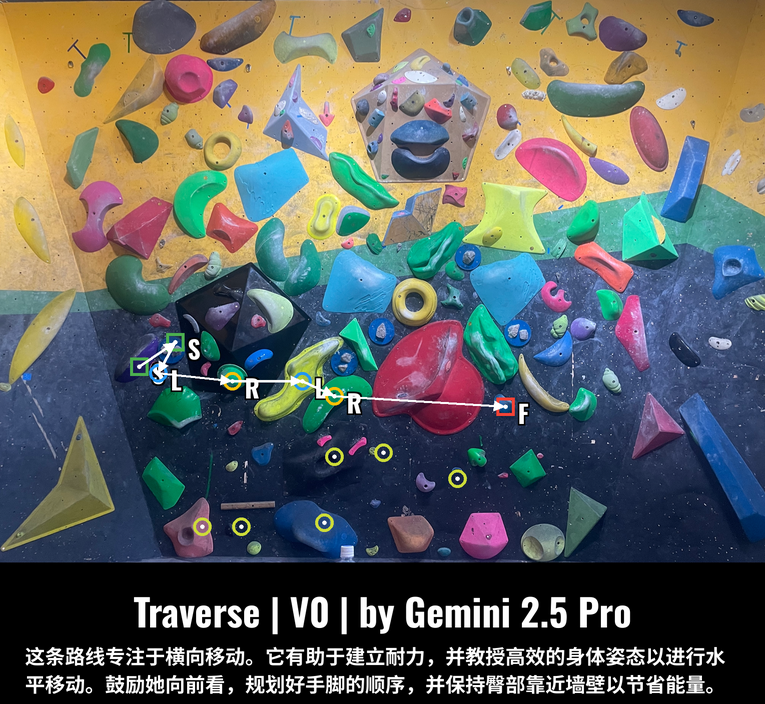 S
L
R
L
R
F
Traverse | V0 | by Gemini 2.5 Pro
这条路线专注于横向移动。它有助于建立耐力，并教授高效的身体姿态以进行水
平移动。鼓励她向前看，规划好手脚的顺序，并保持臀部靠近墙壁以节省能量。